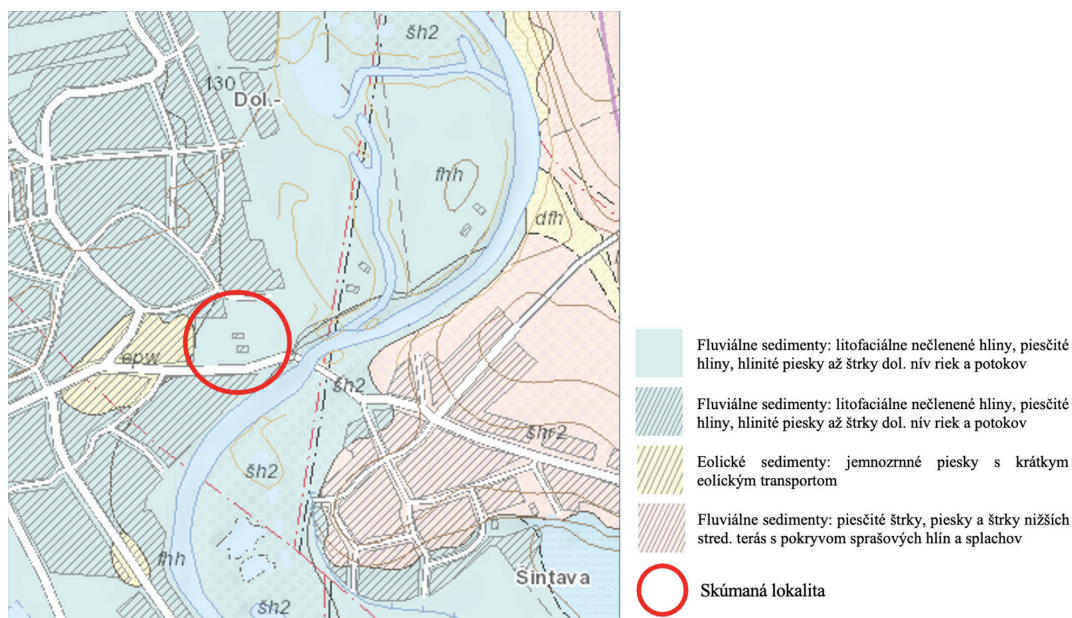 šh2
130
Dol.-
fhh
dfh
epw
šh2
šhr2
šh2
fhh
Šintava
šh2
Fluviálne sedimenty: litofaciálne nečlenené hliny, piesčité
hliny, hlinité piesky až štrky dol. nív riek a potokov
Fluviálne sedimenty: litofaciálne nečlenené hliny, piesčité
hliny, hlinité piesky až štrky dol. nív riek a potokov
Eolické sedimenty: jemnozrnné piesky s krátkym
eolickým transportom
Fluviálne sedimenty: piesčité štrky, piesky a štrky nižších
stred. terás s pokryvom sprašových hlín a splachov
Skúmaná lokalita